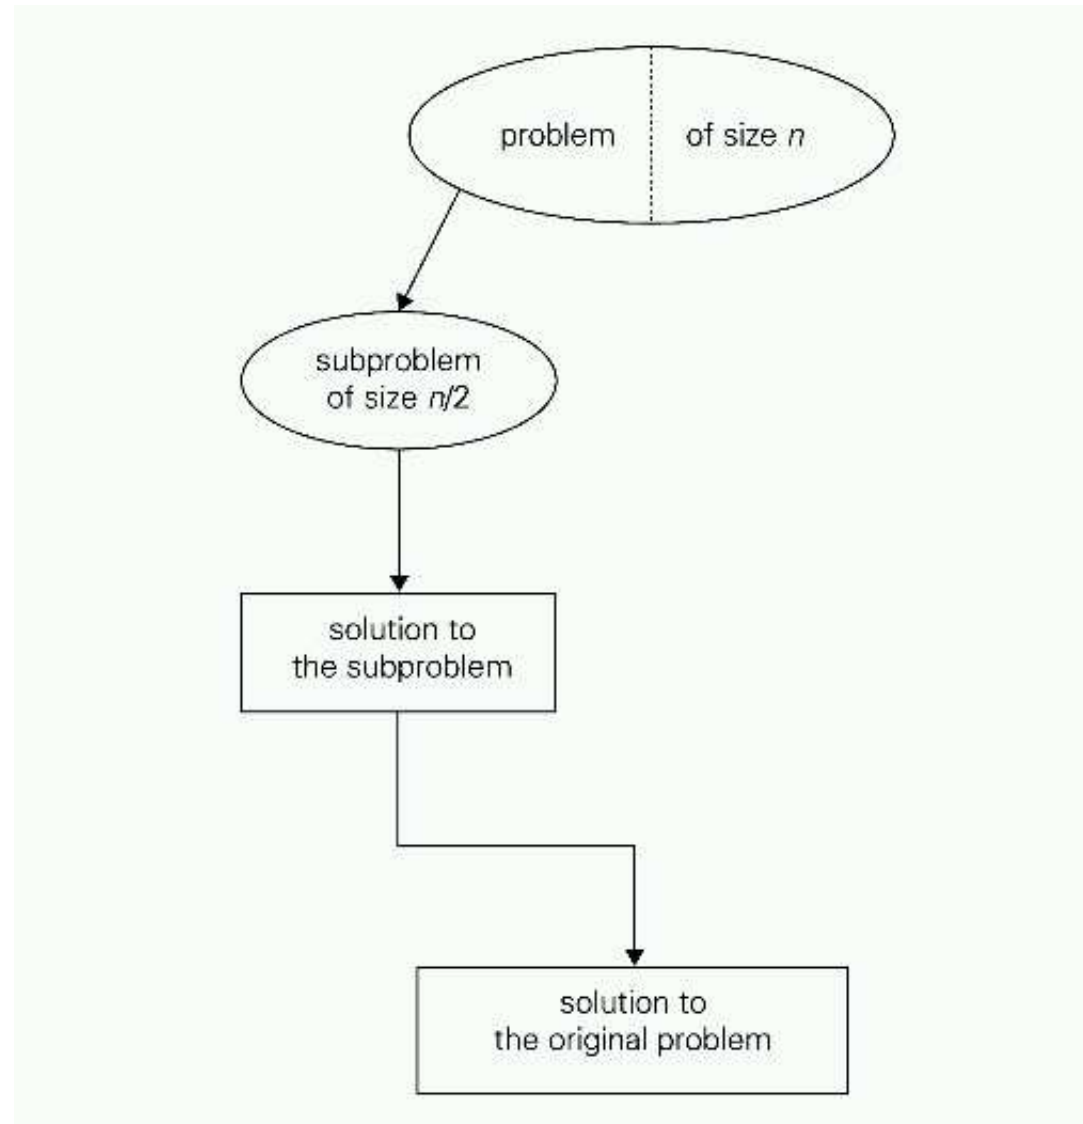 problem of size n
subproblem
of size n/2
solution to
the subproblem
solution to
the original problem